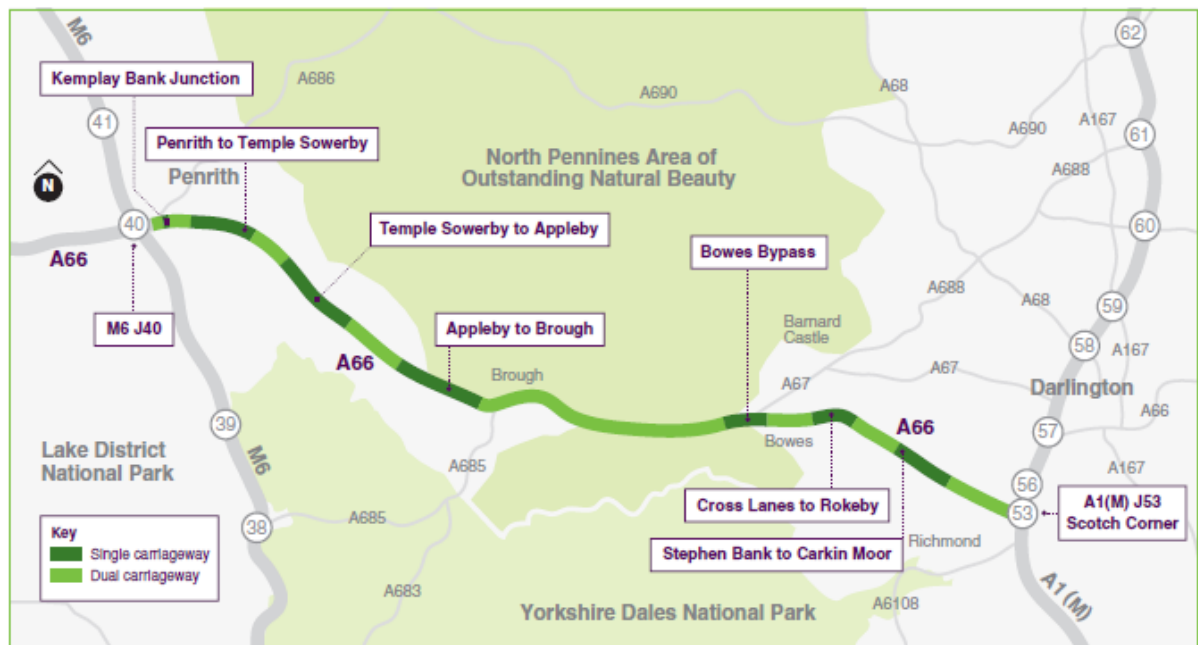 M6
62
Kemplay Bank Junction
A686
A690
A68
41
A690
A167
61
Penrith to Temple Sowerby
North Pennines Area of
Outstanding Natural Beauty
A688
N
Penrith
40
Temple Sowerby to Appleby
60
A66
Bowes Bypass
A688
A68
59
M6 J40
Appleby to Brough
Barnard
Castle
58
A167
A66
Brough
A67
A67
Darlington
39
A66
A66
57
Bowes
Lake District
National Park
M6
A685
A167
56
Cross Lanes to Rokeby
53
A1(M) J53
Scotch Corner
38
A685
Key
Single carriageway
Dual carriageway
Stephen Bank to Carkin Moor
Richmond
A683
Yorkshire Dales National Park
A6108
A1(M)